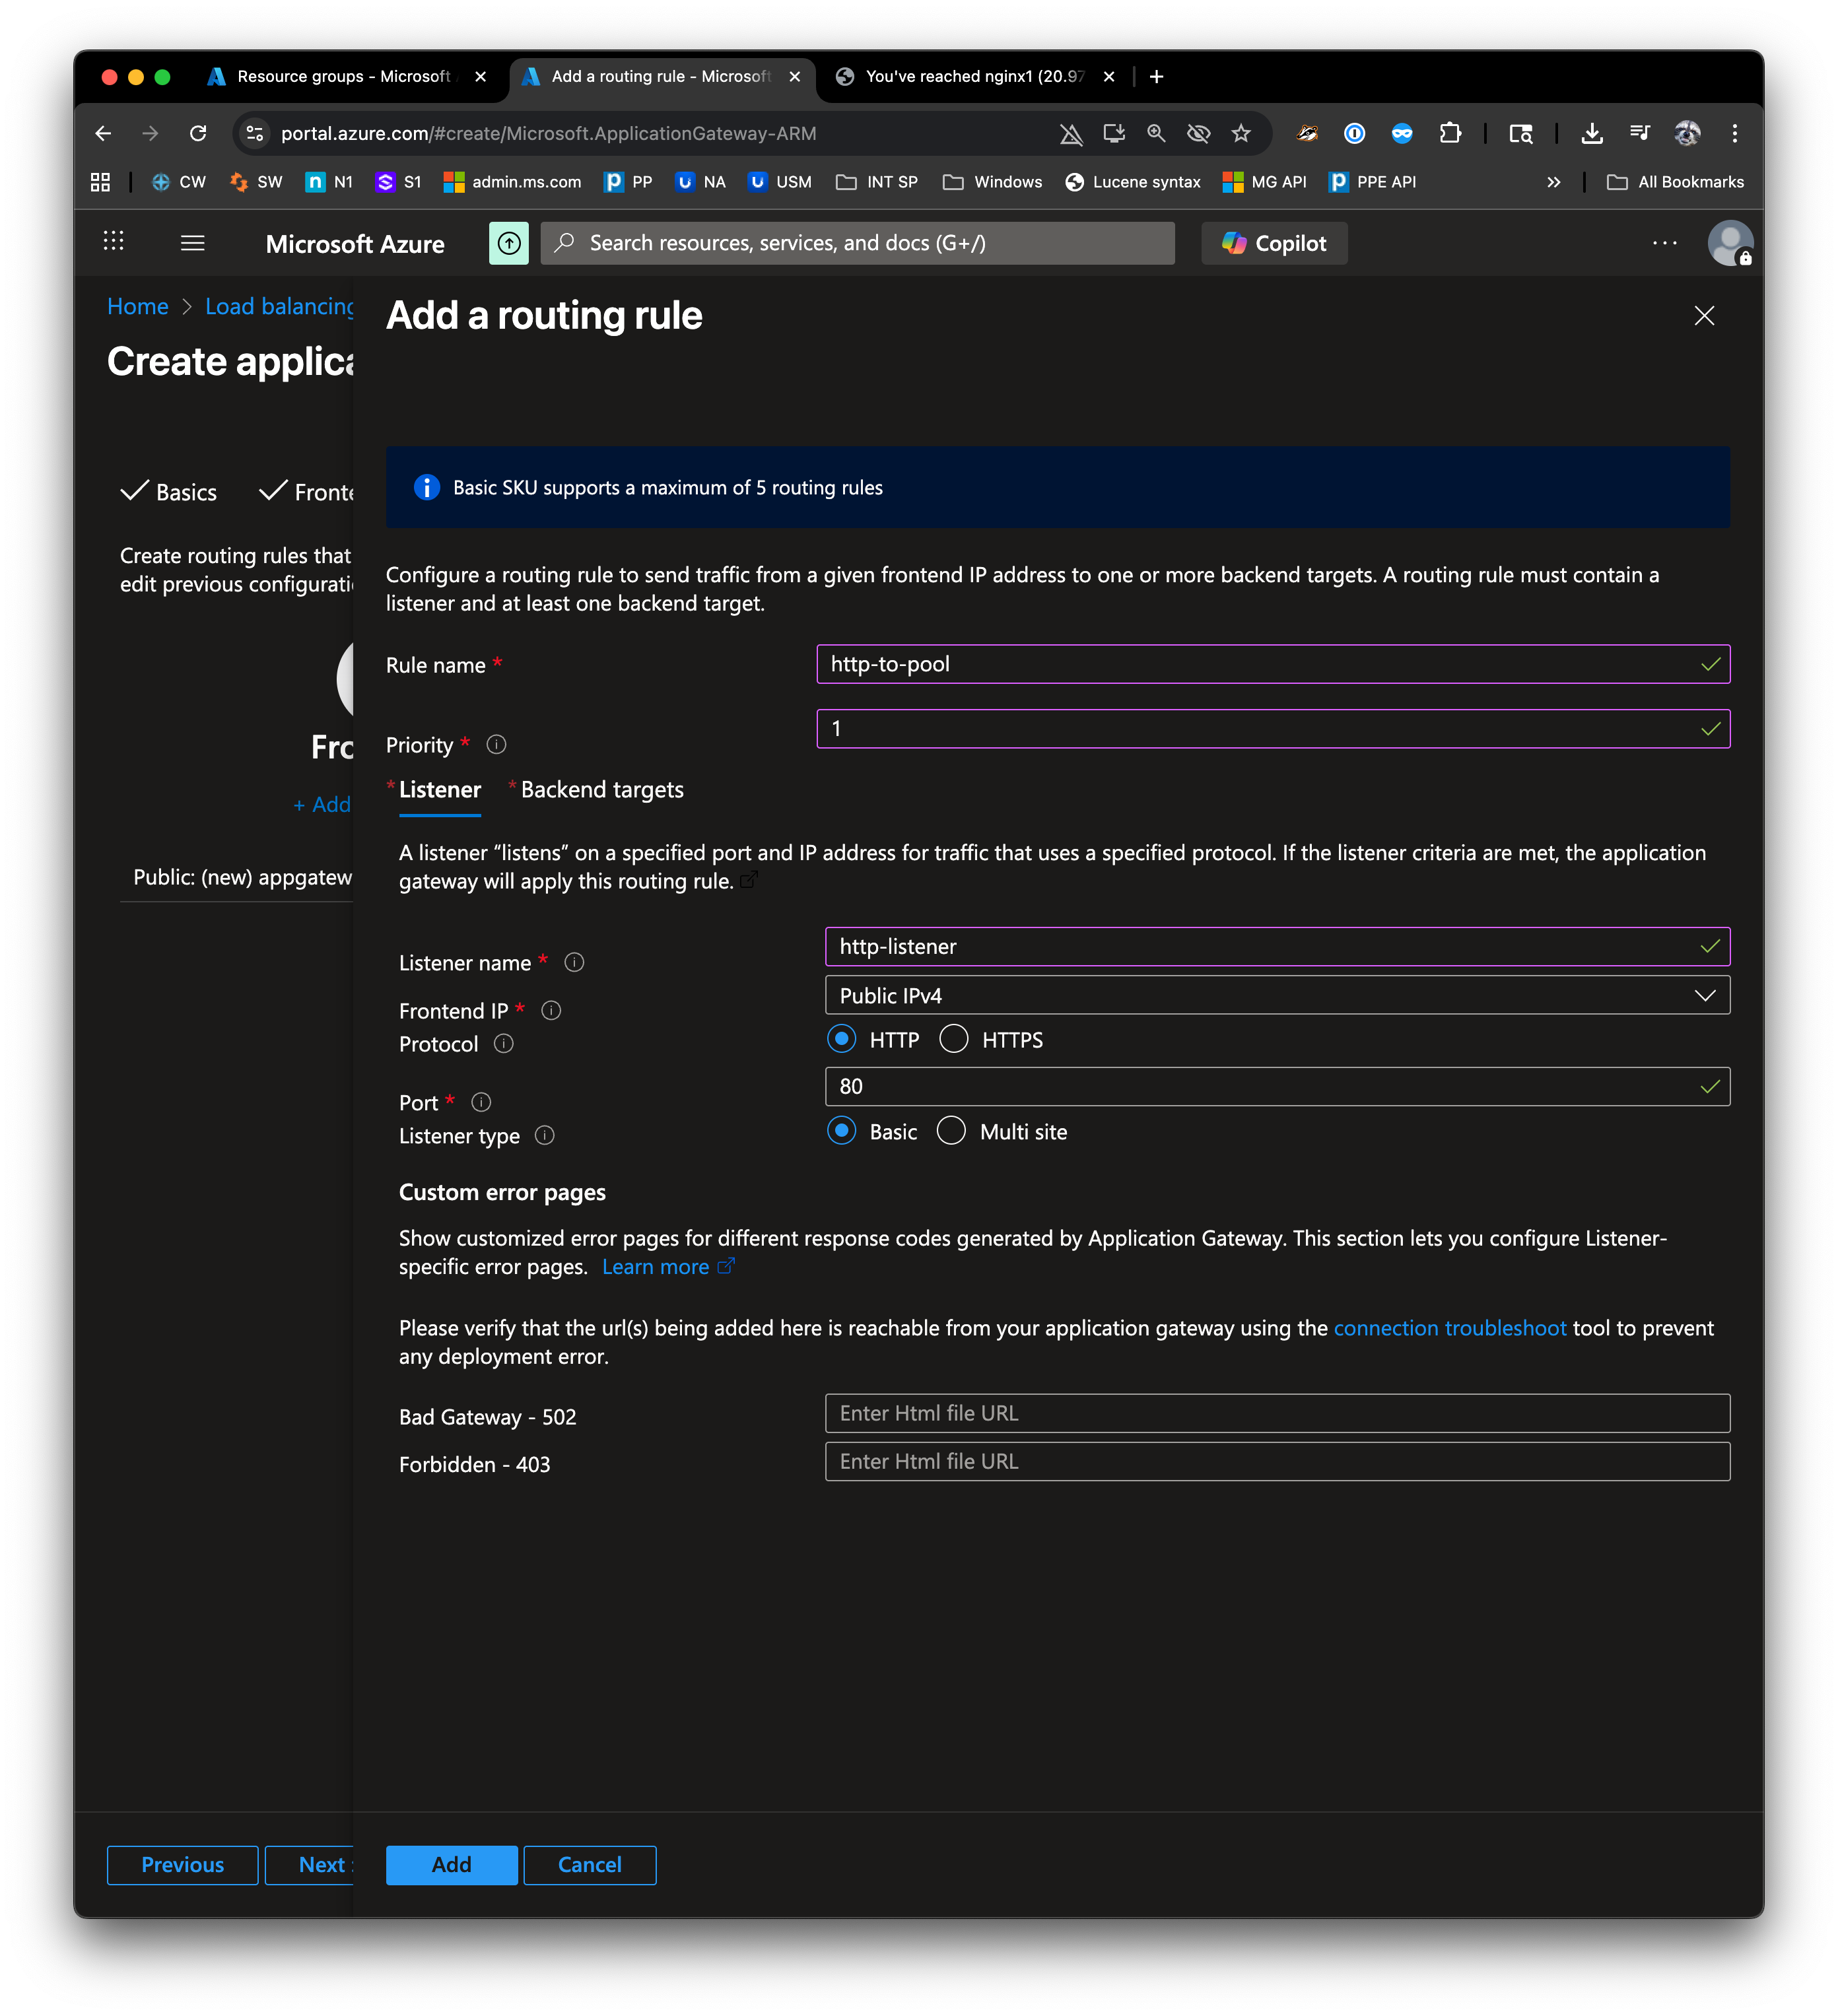 Resource groups - Microsoft
Add a routing rule - Microsoft
You've reached nginx1 (20.97
portal.azure.com/#create/Microsoft.ApplicationGateway-ARM
CW
SW
N1
S1
admin.ms.com
PP
NA
USM
INT SP
Windows
Lucene syntax
MG API
PPE API
All Bookmarks
Microsoft Azure
Search resources, services, and docs (G+/)
Copilot
Home > Load balancing
Create applica
Basics
Fronte
Create routing rules that
edit previous configuratio
Fro
+ Add
Public: (new) appgatew
Previous
Next :
Add a routing rule
Basic SKU supports a maximum of 5 routing rules
Configure a routing rule to send traffic from a given frontend IP address to one or more backend targets. A routing rule must contain a
listener and at least one backend target.
Rule name *
http-to-pool
Priority *
1
* Listener
* Backend targets
A listener “listens” on a specified port and IP address for traffic that uses a specified protocol. If the listener criteria are met, the application
gateway will apply this routing rule.
Listener name *
http-listener
Frontend IP *
Public IPv4
Protocol
HTTP
HTTPS
Port *
80
Listener type
Basic
Multi site
Custom error pages
Show customized error pages for different response codes generated by Application Gateway. This section lets you configure Listener-
specific error pages. Learn more
Please verify that the url(s) being added here is reachable from your application gateway using the connection troubleshoot tool to prevent
any deployment error.
Bad Gateway - 502
Enter Html file URL
Forbidden - 403
Enter Html file URL
Add
Cancel